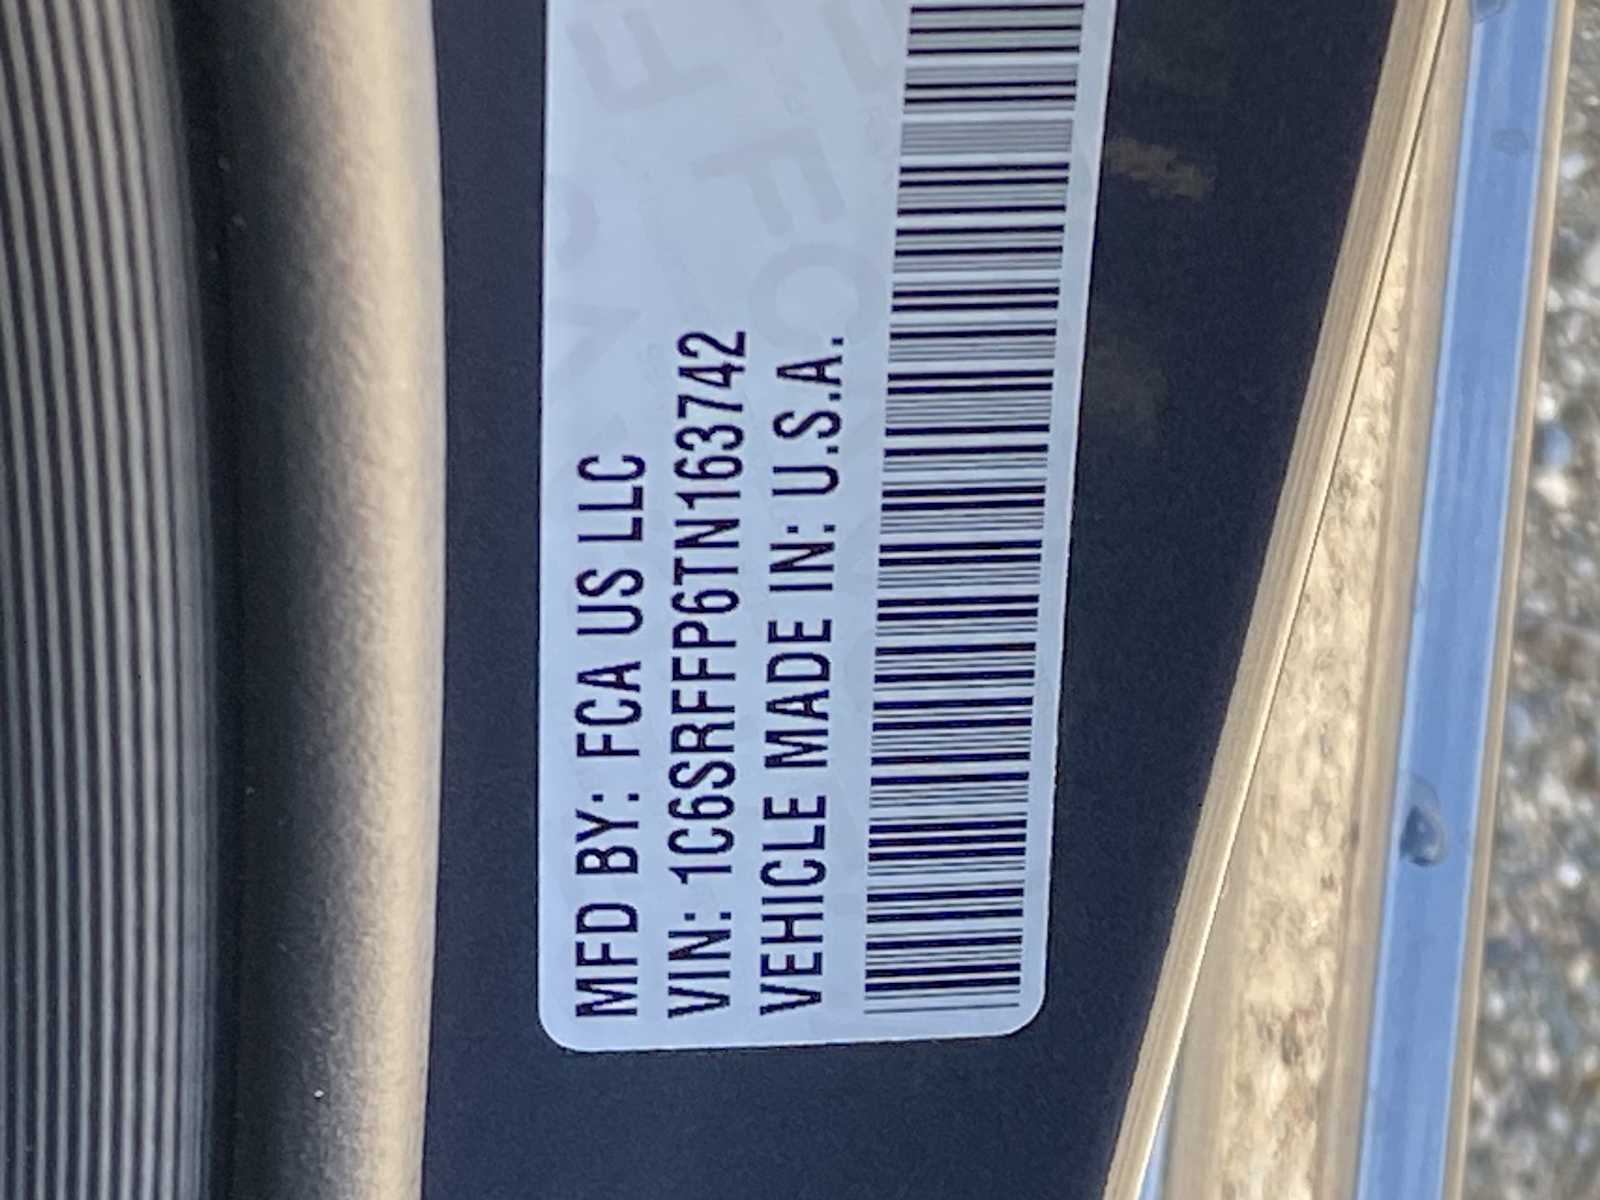 MFD BY: FCA US LLC
VIN: 1C6SRFFP6TN163742
VEHICLE MADE IN: U.S.A.